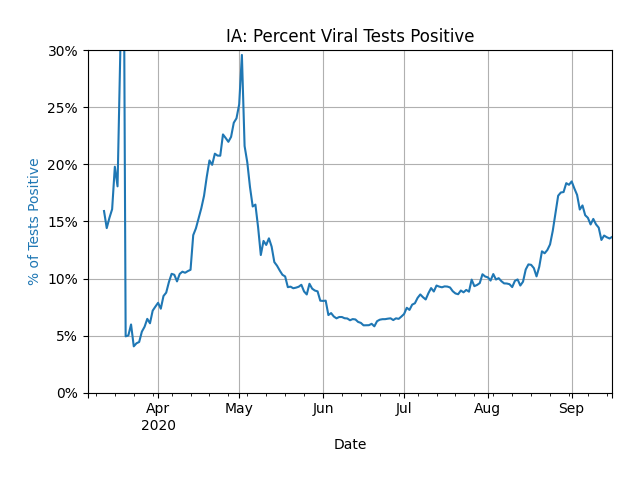 IA: Percent Viral Tests Positive
30%
25%
20%
15%
10%
5%
0%
% of Tests Positive
Apr May Jun Jul Aug Sep
2020
Date